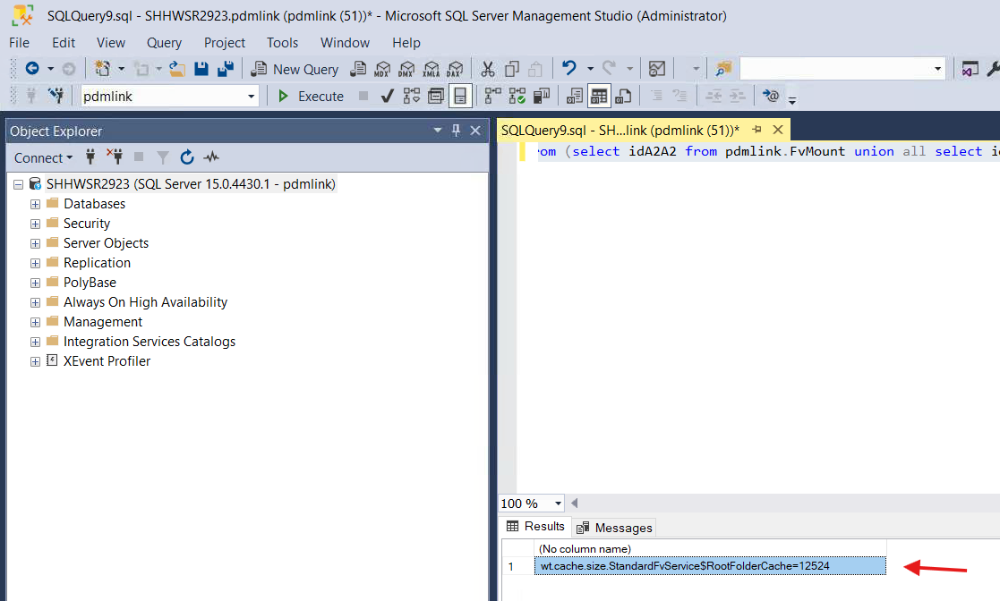 SQLQuery9.sql - SHHWSR2923.pdmlink (pdmlink (51))* - Microsoft SQL Server Management Studio (Administrator)
File Edit View Query Project Tools Window Help
New Query MDX DMX XMLA DAX
pdmlink Execute
Object Explorer
Connect
SHHWSR2923 (SQL Server 15.0.4430.1 - pdmlink)
Databases
Security
Server Objects
Replication
PolyBase
Always On High Availability
Management
Integration Services Catalogs
XEvent Profiler
SQLQuery9.sql - SH...link (pdmlink (51))*
om (select idA2A2 from pdmlink.FvMount union all select
100 %
Results Messages
(No column name)
1 wt.cache.size.StandardFvService$RootFolderCache=12524